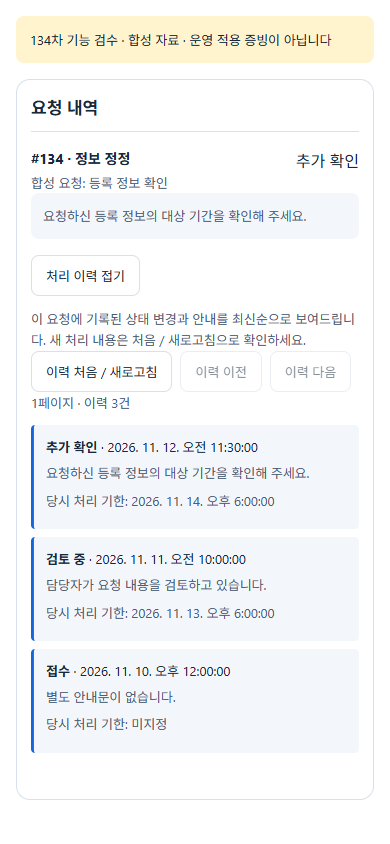 134차 기능 검수 · 합성 자료 · 운영 적용 증빙이 아닙니다
요청 내역
#134 · 정보 정정
추가 확인
합성 요청: 등록 정보 확인
요청하신 등록 정보의 대상 기간을 확인해 주세요.
처리 이력 접기
이 요청에 기록된 상태 변경과 안내를 최신순으로 보여드립니
다. 새 처리 내용은 처음 / 새로고침으로 확인하세요.
이력 처음 / 새로고침
이력 이전
이력 다음
1페이지 · 이력 3건
추가 확인 · 2026. 11. 12. 오전 11:30:00
요청하신 등록 정보의 대상 기간을 확인해 주세요.
당시 처리 기한: 2026. 11. 14. 오후 6:00:00
검토 중 · 2026. 11. 11. 오전 10:00:00
담당자가 요청 내용을 검토하고 있습니다.
당시 처리 기한: 2026. 11. 13. 오후 6:00:00
접수 · 2026. 11. 10. 오후 12:00:00
별도 안내문이 없습니다.
당시 처리 기한: 미지정